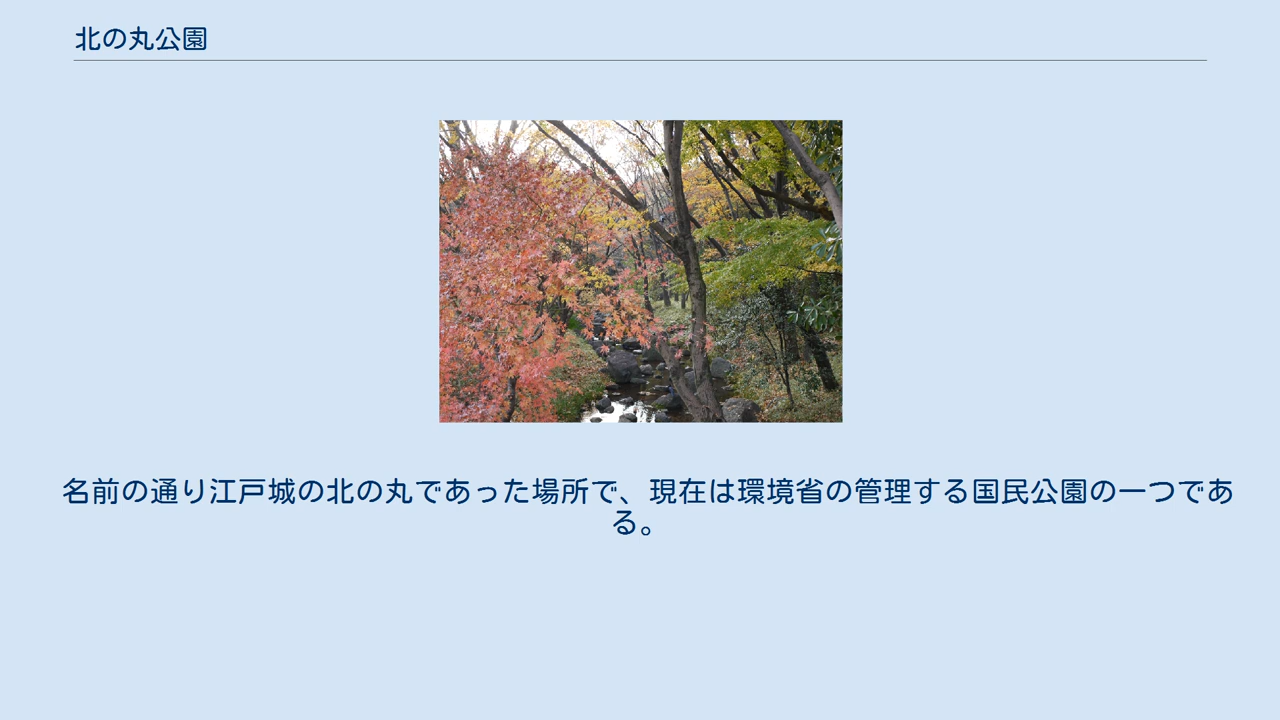 北の丸公園
名前の通り江戸城の北の丸であった場所で、現在は環境省の管理する国民公園の一つであ
る。